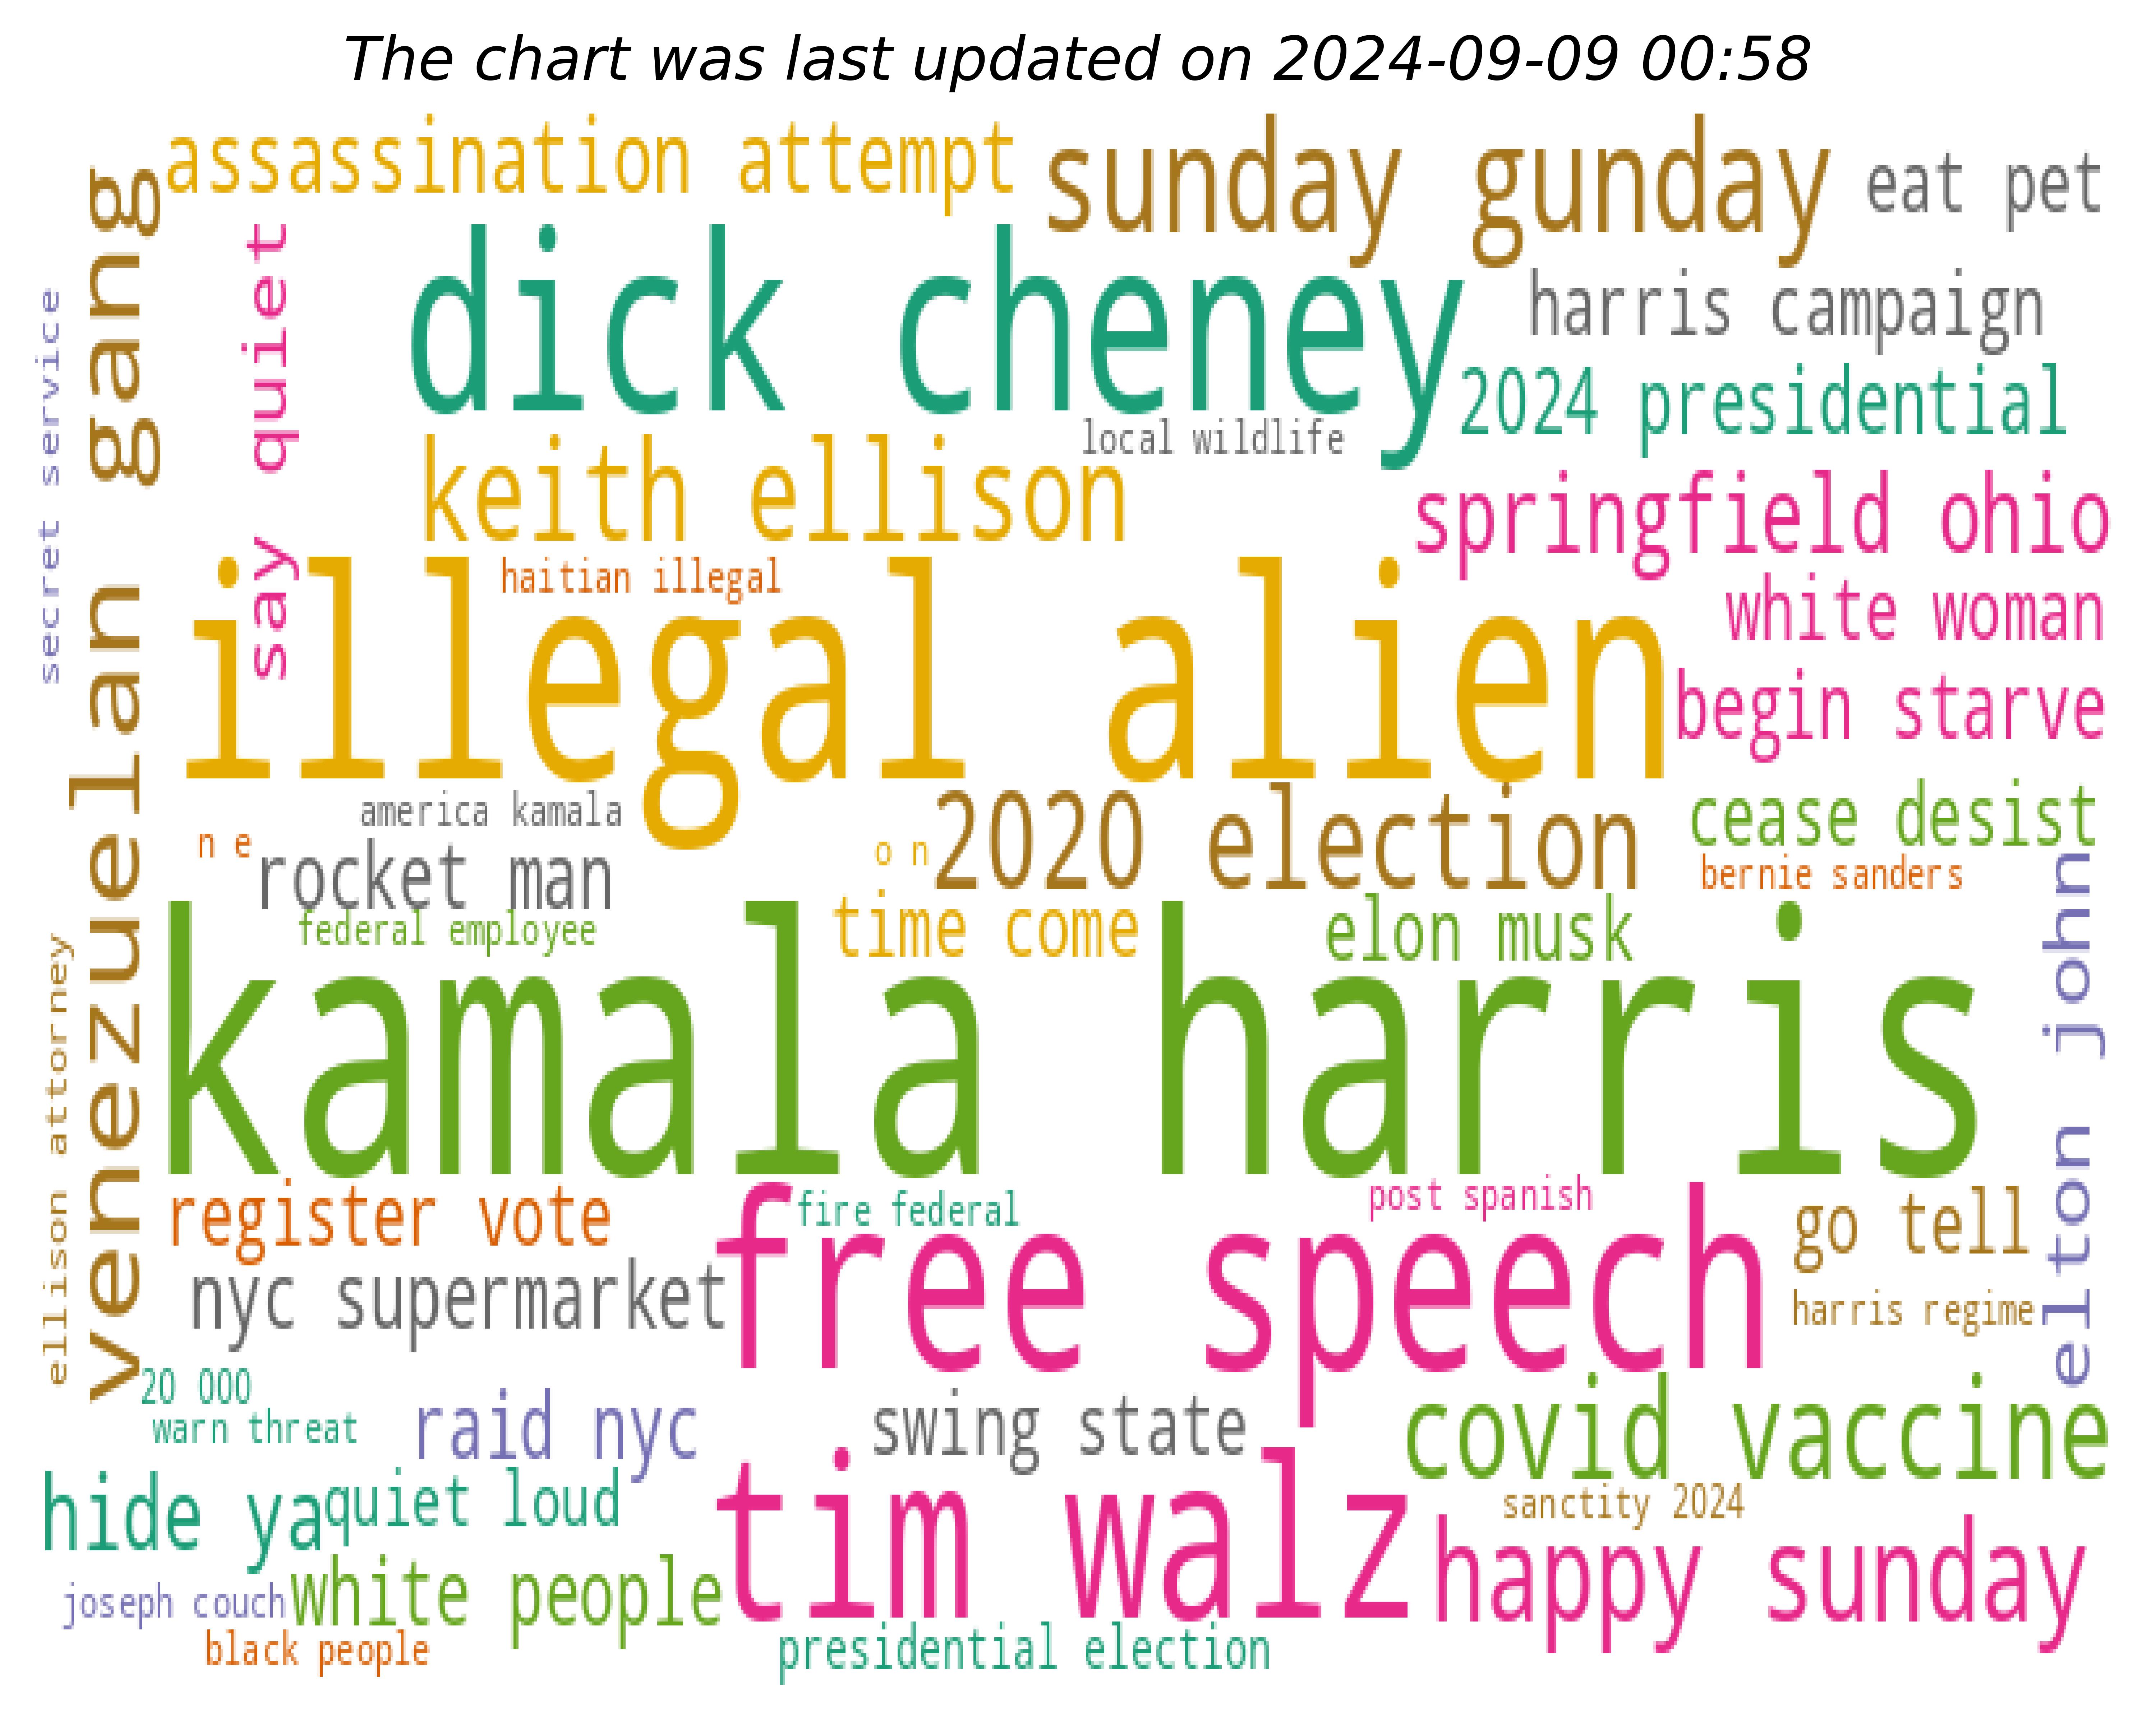 The chart was last updated on 2024-09-09 00:58
assassination attempt
sunday gunday
eat pet
venezuelan gang
say quiet
secret service
dick cheney
harris campaign
2024 presidential
local wildlife
keith ellison
springfield ohio
haitian illegal
illegal alien
white woman
begin starve
america kamala
2020 election
cease desist
n e
rocket man
o n
bernie sanders
federal employee
time come
elon musk
elton john
ellison attorney
kamala harris
register vote
fire federal
post spanish
go tell
free speech
nyc supermarket
harris regime
20 000
warn threat
raid nyc
swing state
covid vaccine
hide ya
quiet loud
tim walz
sanctity 2024
happy sunday
joseph couch
white people
black people
presidential election